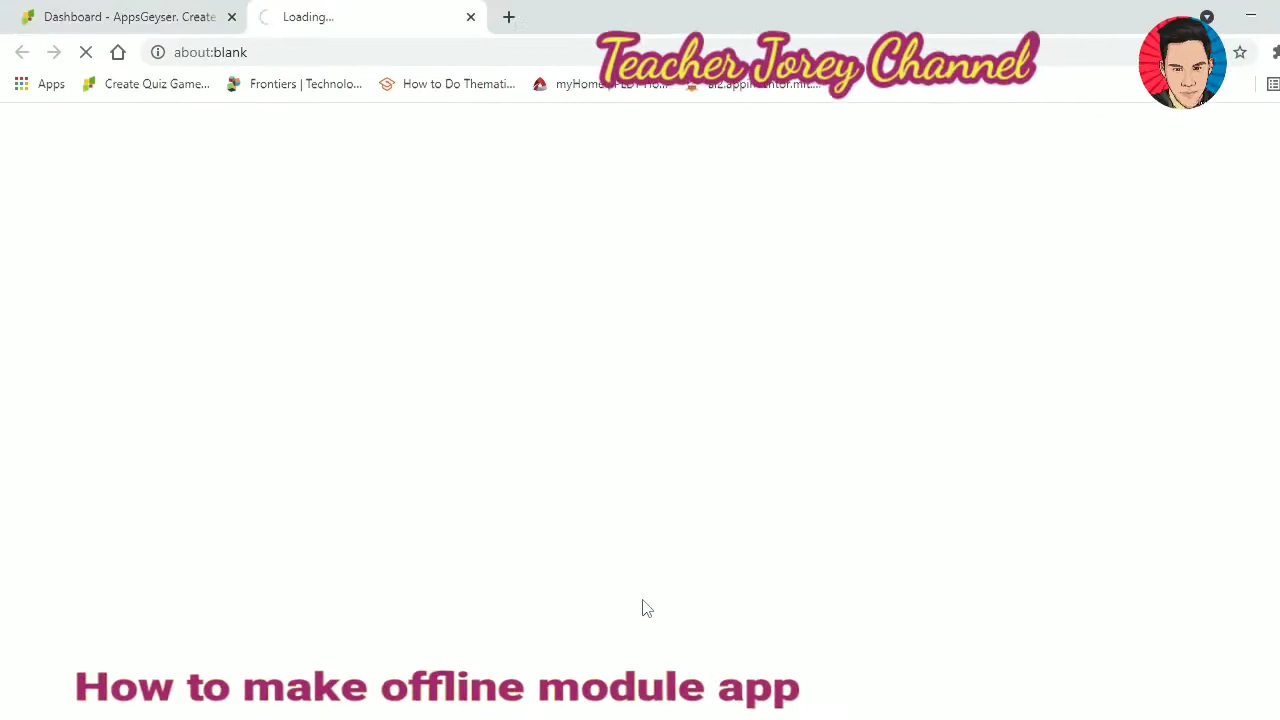 Dashboard - AppsGeyser. Create
Loading...
about:blank
Teacher Jorey Channel
Apps
Create Quiz Game...
Frontiers | Technolo...
How to Do Themati...
How to make offline module app